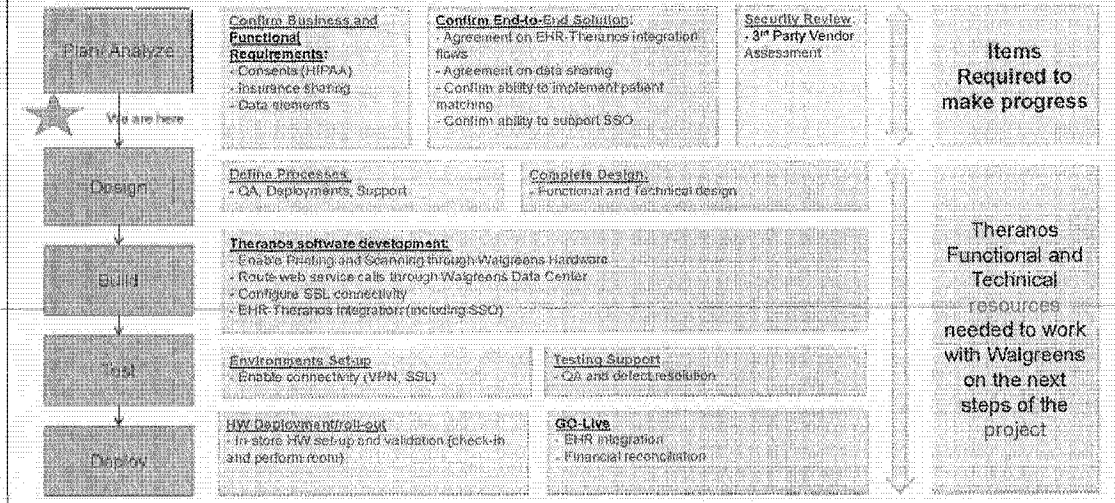 Plan/ Analyze
We are here
Confirm Business and
Functional
Requirements:
- Consents (HIPAA)
- Insurance sharing
- Data elements
Confirm End-to-End Solution:
- Agreement on EHR-Theranos integration
flows
- Agreement on data sharing
- Confirm ability to implement patient
matching
- Confirm ability to support SSO
Security Review
- 3rd Party Vendor
Assessment
Items
Required to
make progress
Design
Define Processes:
- QA, Deployments, Support
Complete Design:
- Functional and Technical design
Build
Theranos software development:
- Enable Printing and Scanning through Walgreens Hardware
- Route web service calls through Walgreens Data Center
- Configure SSL connectivity
- EHR-Theranos integration (including SSO)
Test
Environments Set-up
- Enable connectivity (VPN, SSL)
Testing Support
- QA and defect resolution
Deploy
HW Deployment/roll-out
- In-store HW set-up and validation (check-in
and perform room)
GO-Live
- EHR integration
- Financial reconciliation
Theranos
Functional and
Technical
resources
needed to work
with Walgreens
on the next
steps of the
project